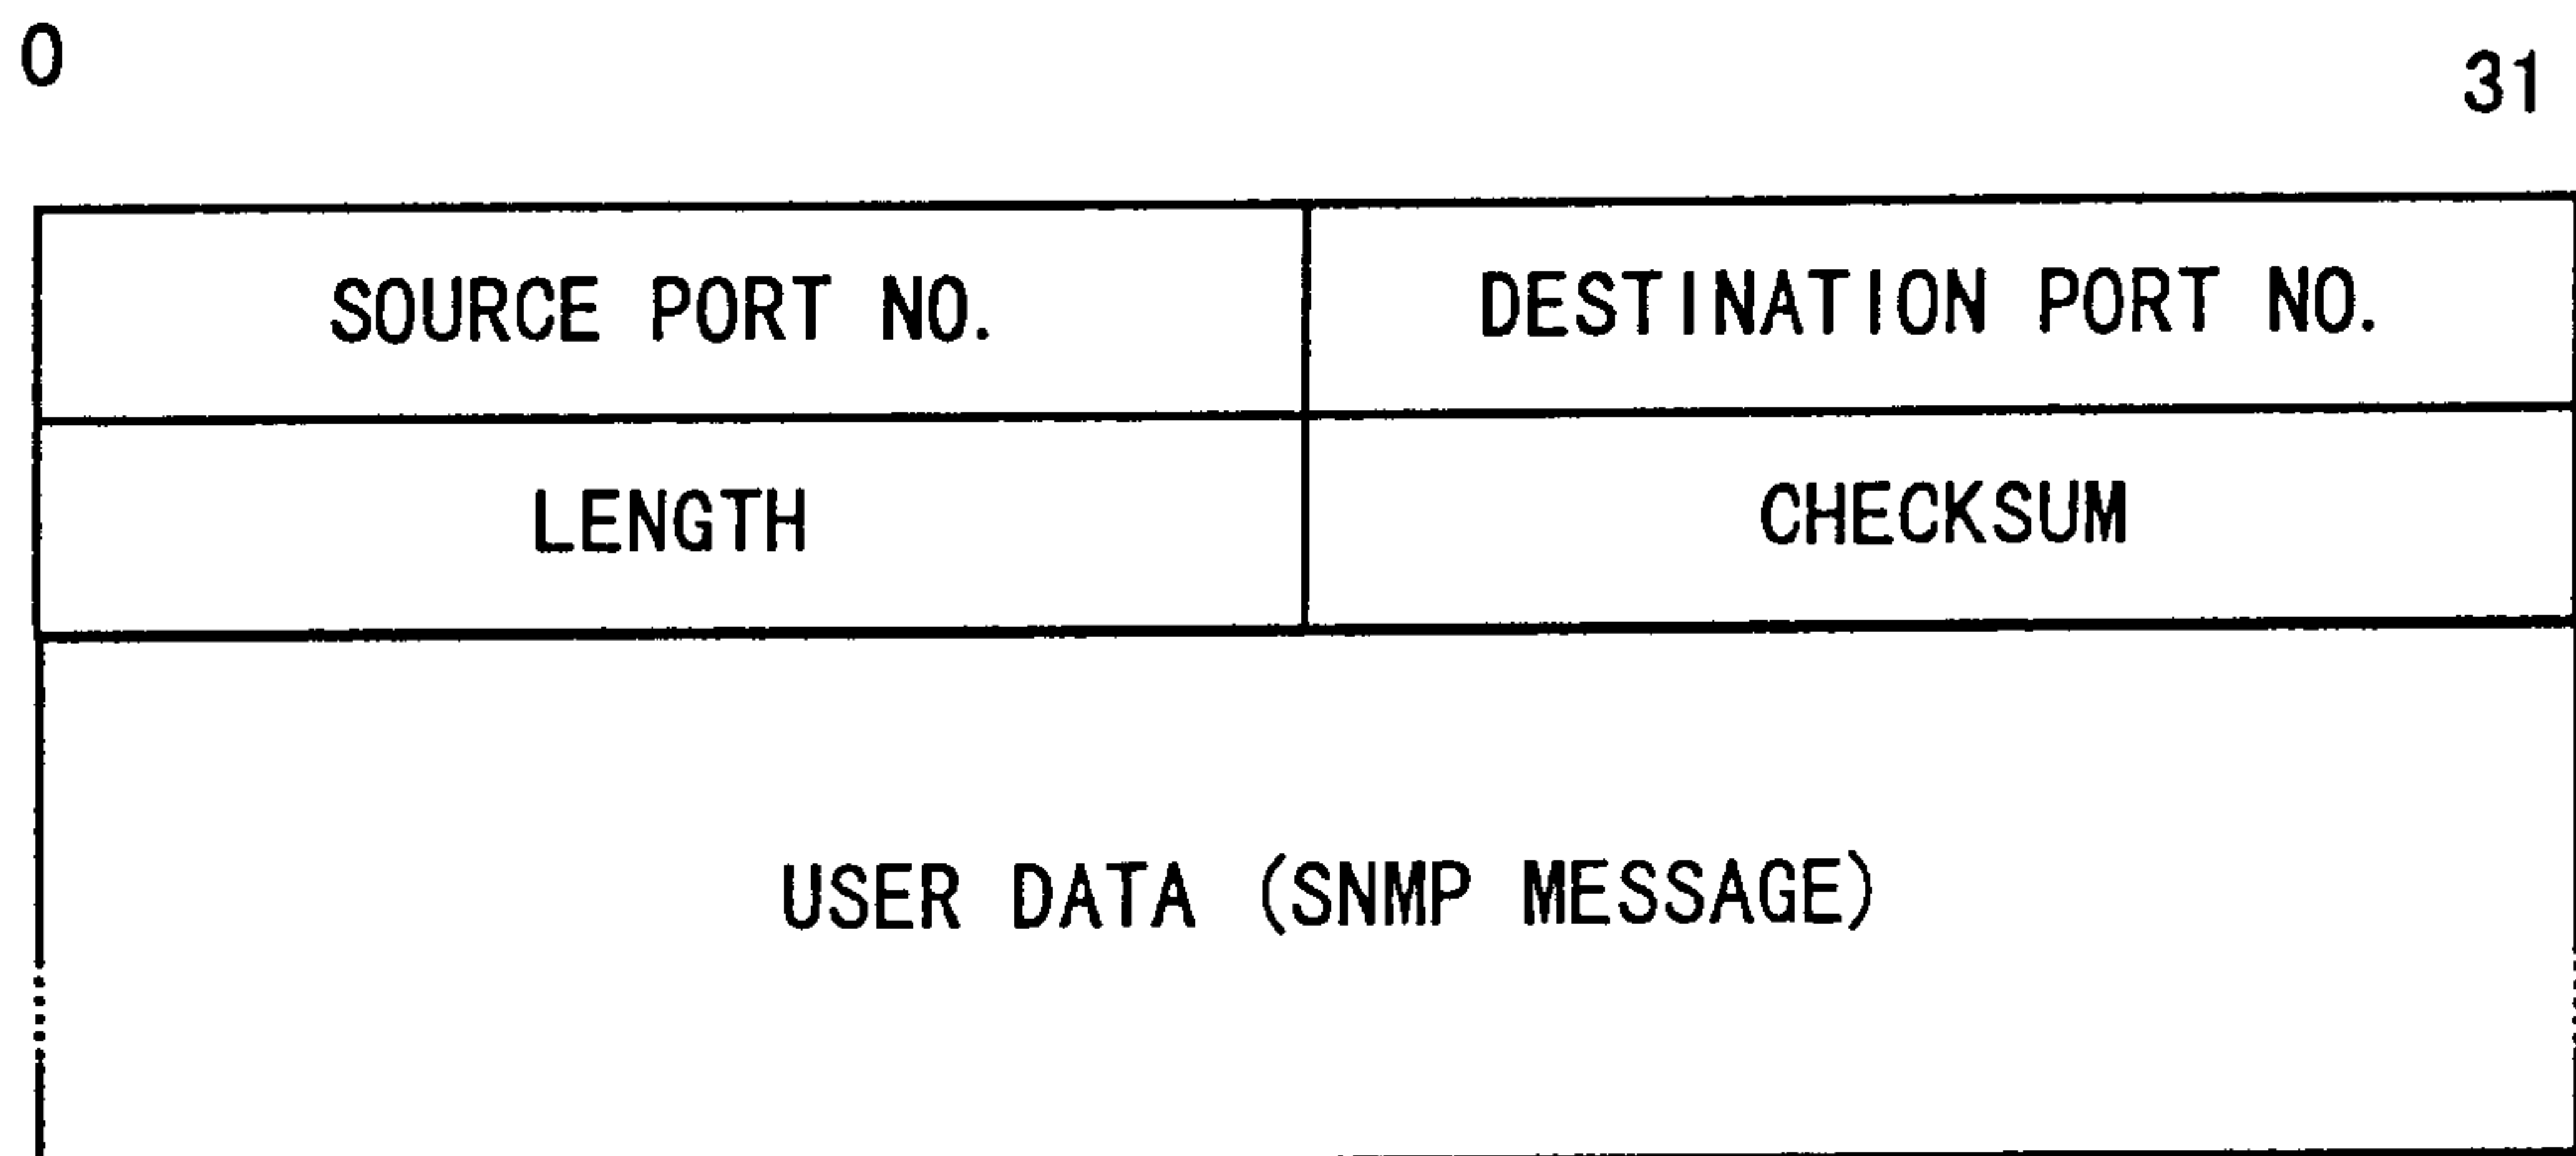 0
31
SOURCE PORT NO.
DESTINATION PORT NO.
LENGTH
CHECKSUM
USER DATA (SNMP MESSAGE)